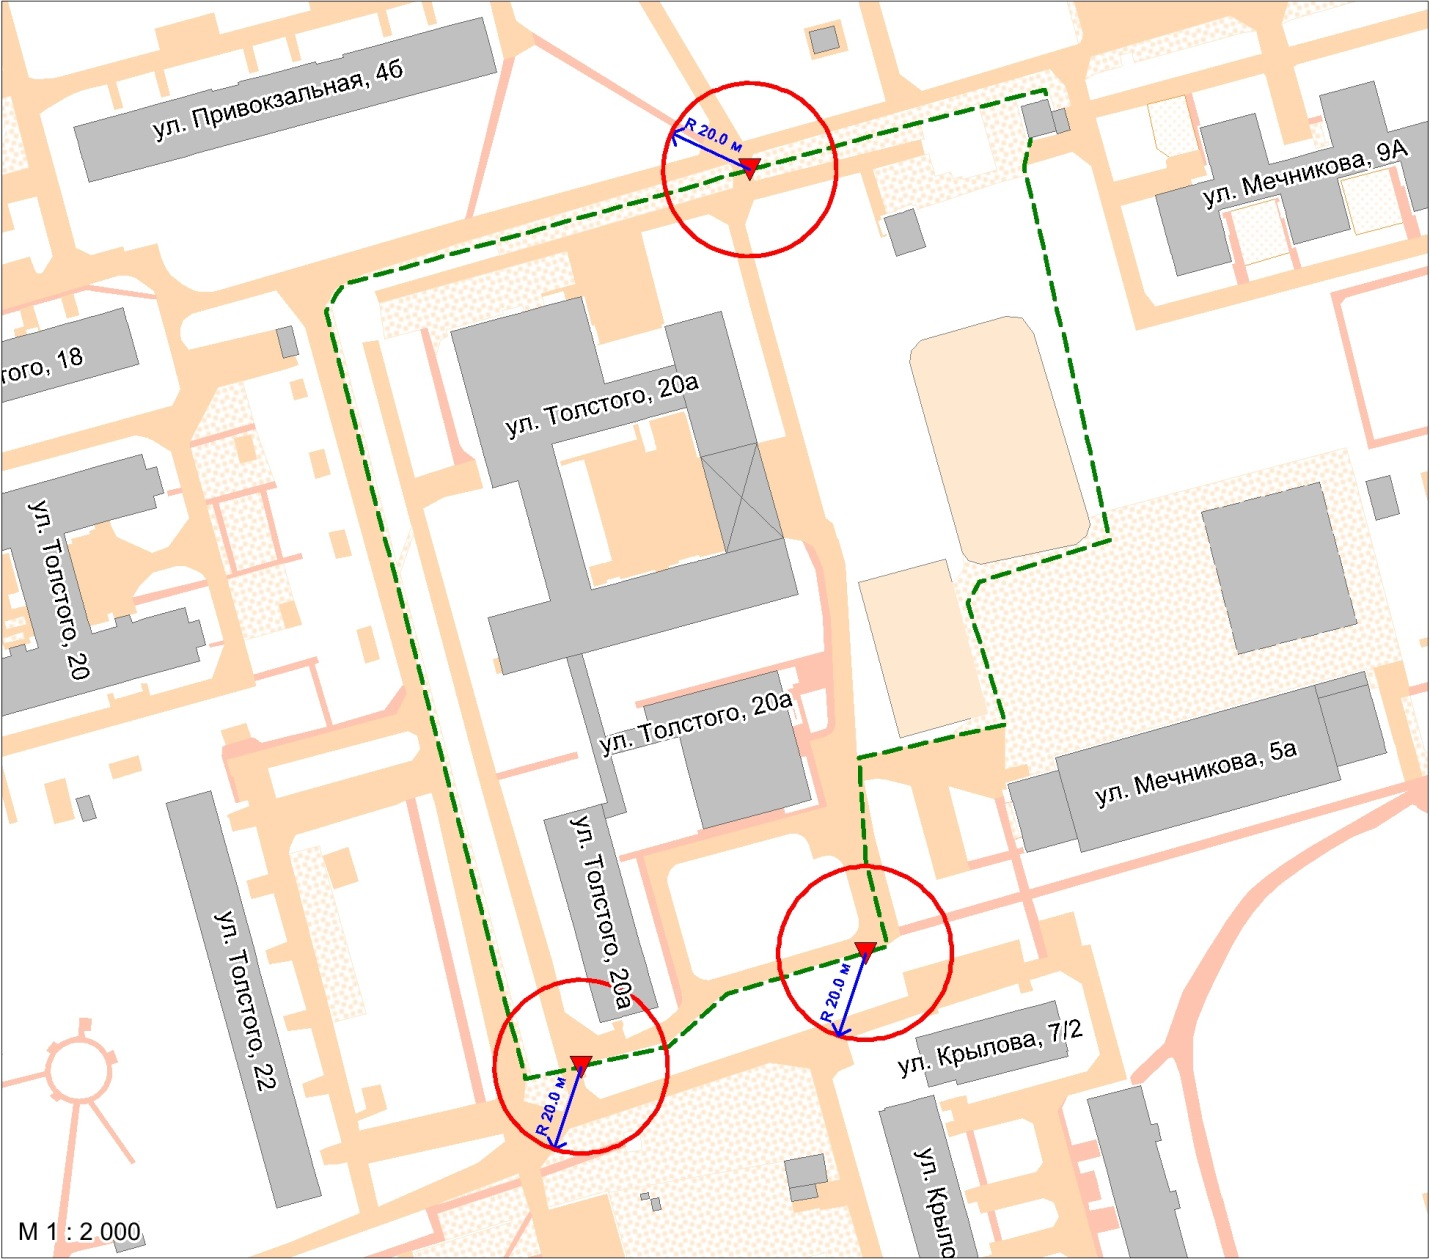 ул. Привокзальная, 4б
R 20.0 м
ул. Мечникова, 9А
того, 18
ул. Толстого, 20а
ул. Толстого, 20
ул. Толстого, 20а
ул. Мечникова, 5а
ул. Толстого, 20а
ул. Толстого, 22
R 20.0 м
ул. Крылова, 7/2
R 20.0 м
ул. Крыло
М 1 : 2 000